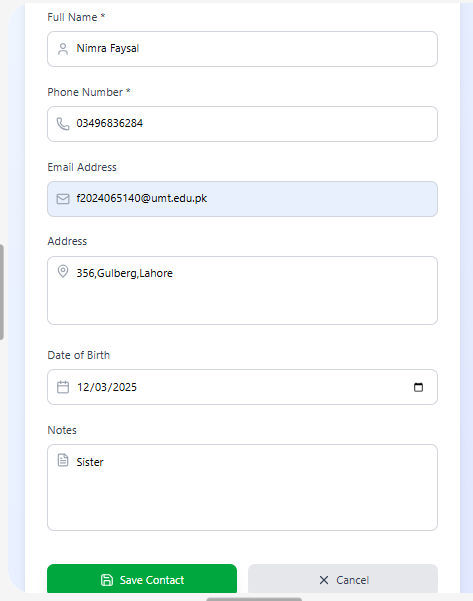 Full Name *
Nimra Faysal
Phone Number *
03496836284
Email Address
f2024065140@umt.edu.pk
Address
356,Gulberg,Lahore
Date of Birth
12/03/2025
Notes
Sister
Save Contact
Cancel